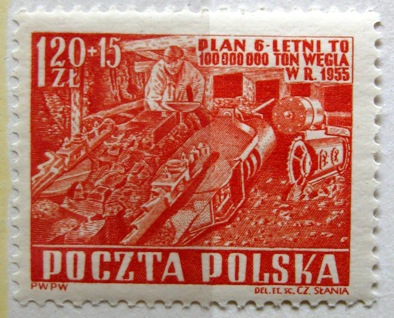 1.20+15
ZŁ
PLAN 6-LETNI TO
100 000 000 TON WĘGLA
W R. 1955
POCZTA POLSKA
PWPW
DEL. ET. SC. CZ. SŁANIA